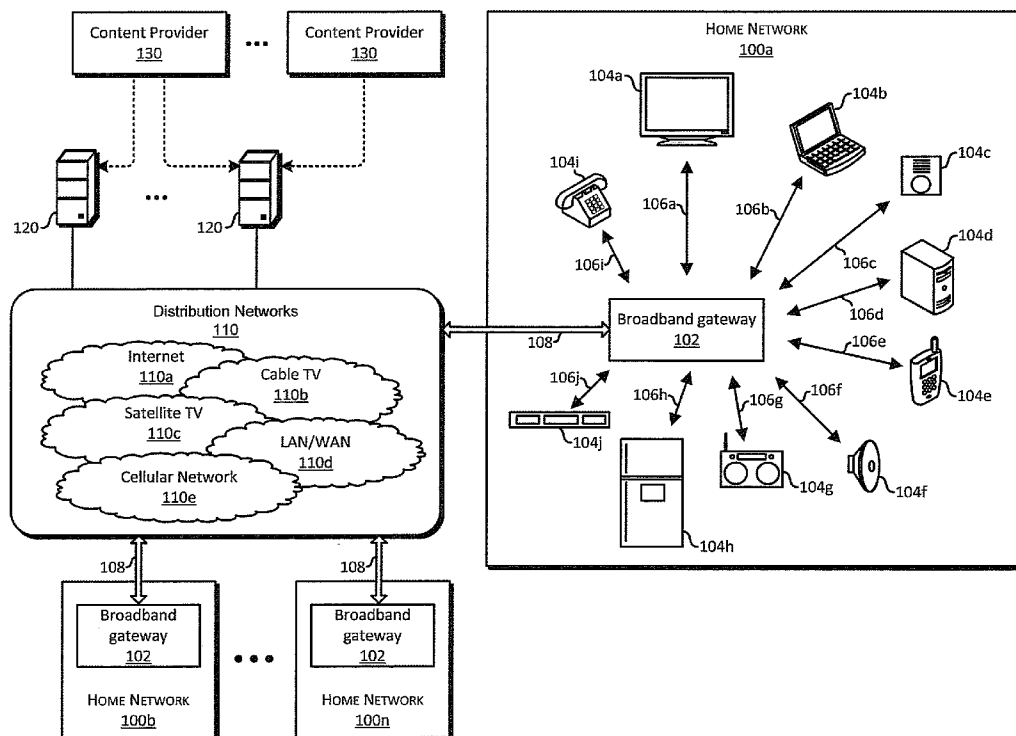 Content Provider
130
...
Content Provider
130
120
...
120
Distribution Networks
110
Internet
110a
Cable TV
110b
Satellite TV
110c
LAN/WAN
110d
Cellular Network
110e
108
108
108
Broadband
gateway
102
HOME NETWORK
100b
...
Broadband
gateway
102
HOME NETWORK
100n
HOME NETWORK
100a
104a
104b
104c
104i
106a
106b
104d
106c
106i
106d
Broadband gateway
102
106e
104e
106j
106h
106g
106f
104j
104g
104f
104h